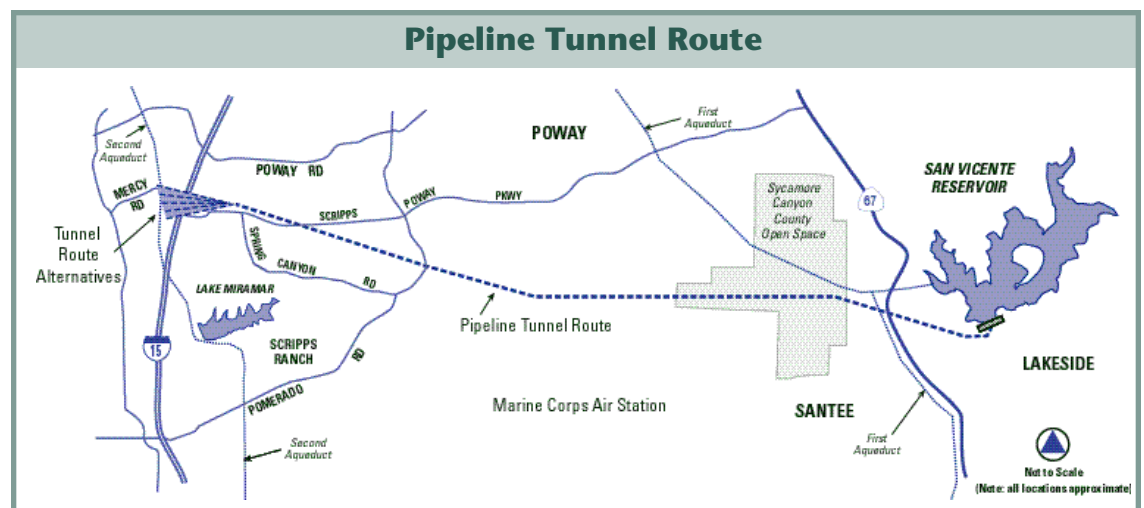 Pipeline Tunnel Route
First
Aqueduct
POWAY
Second
Aqueduct
POWAY RD
SAN VICENTE
RESERVOIR
MERCY
RD
Sycamore
Canyon
County
Open Space
67
POWAY
PKWY
SCRIPPS
Tunnel
Route
Alternatives
SPRING
CANYON
RD
LAKE MIRAMAR
Pipeline Tunnel Route
15
SCRIPPS
RANCH
RD
POMERADO
LAKESIDE
Marine Corps Air Station
SANTEE
Second
Aqueduct
First
Aqueduct
Not to Scale
(Note: all locations approximate)